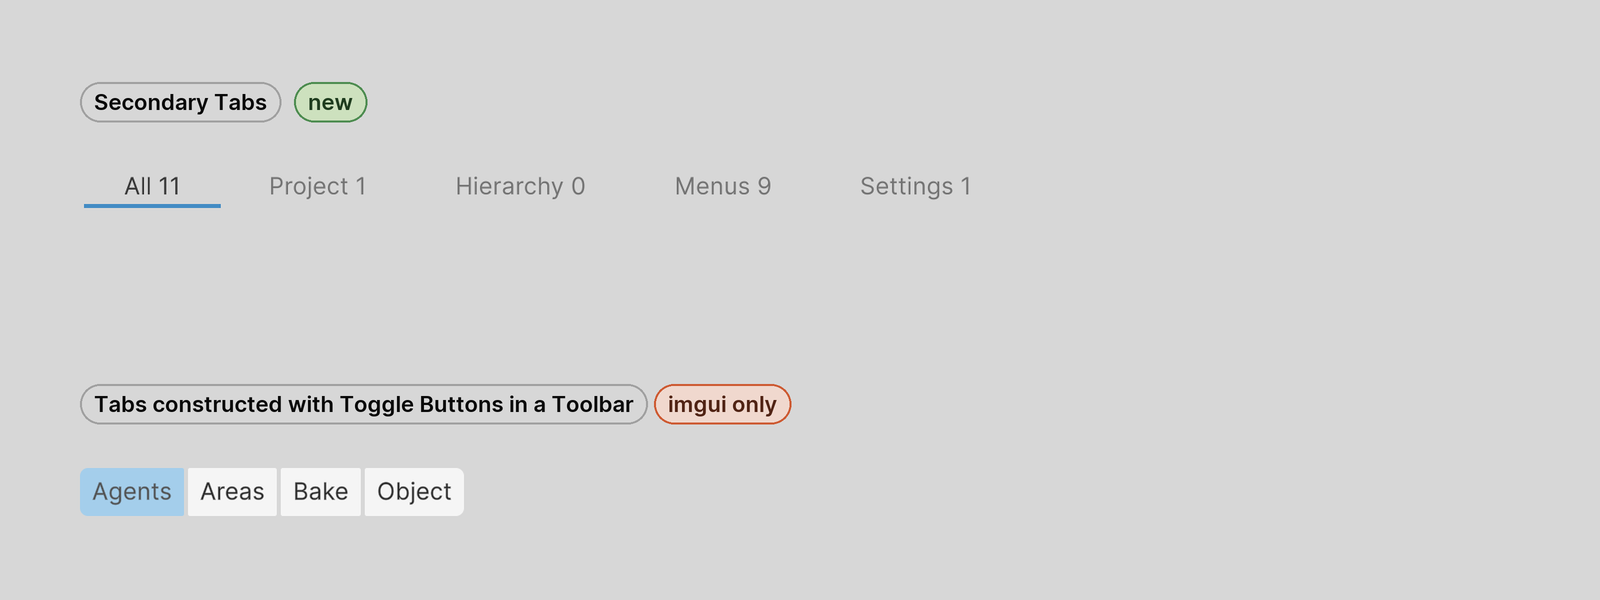 Secondary Tabs new
All 11 Project 1 Hierarchy 0 Menus 9 Settings 1
Tabs constructed with Toggle Buttons in a Toolbar imgui only
Agents Areas Bake Object